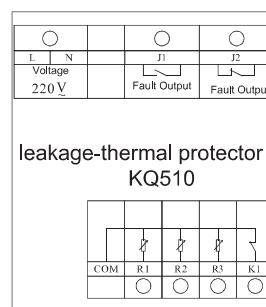 L N J1 J2
Voltage
220V
Fault Output Fault Outpu
leakage-thermal protector
KQ510
COM R1 R2 R3 K1